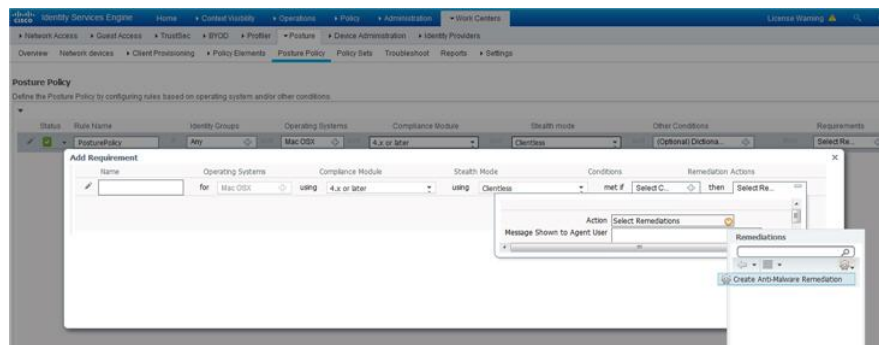 cisco Identity Services Engine Home Context Visibility Operations Policy Administration Work Centers License Warning
Network Access Guest Access TrustSec BYOD Profiler Posture Device Administration Identity Providers
Overview Network devices Client Provisioning Policy Elements Posture Policy Policy Sets Troubleshoot Reports Settings
Posture Policy
Define the Posture Policy by configuring rules based on operating system and/or other conditions.
Status Rule Name Identity Groups Operating Systems Compliance Module Stealth mode Other Conditions Requirements
PosturePolicy Any Mac OSX 4.x or later Clientless (Optional) Dictiona... Select Re...
Add Requirement
Name Operating Systems Compliance Module Stealth Mode Conditions Remediation Actions
for Mac OSX using 4.x or later using Clientless met if Select C... then Select Re...
Action Select Remediations
Message Shown to Agent User
Remediations
Create Anti-Malware Remediation